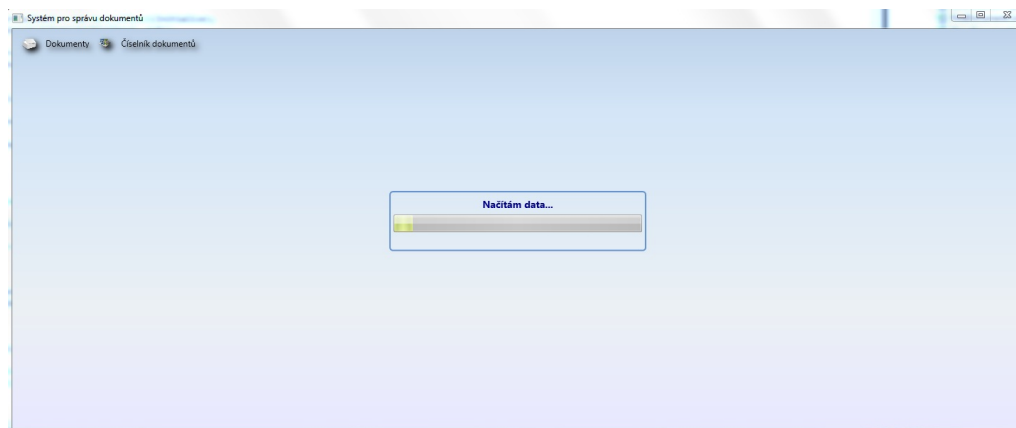 Systém pro správu dokumentů
Dokumenty Číselník dokumentů
Načítám data...